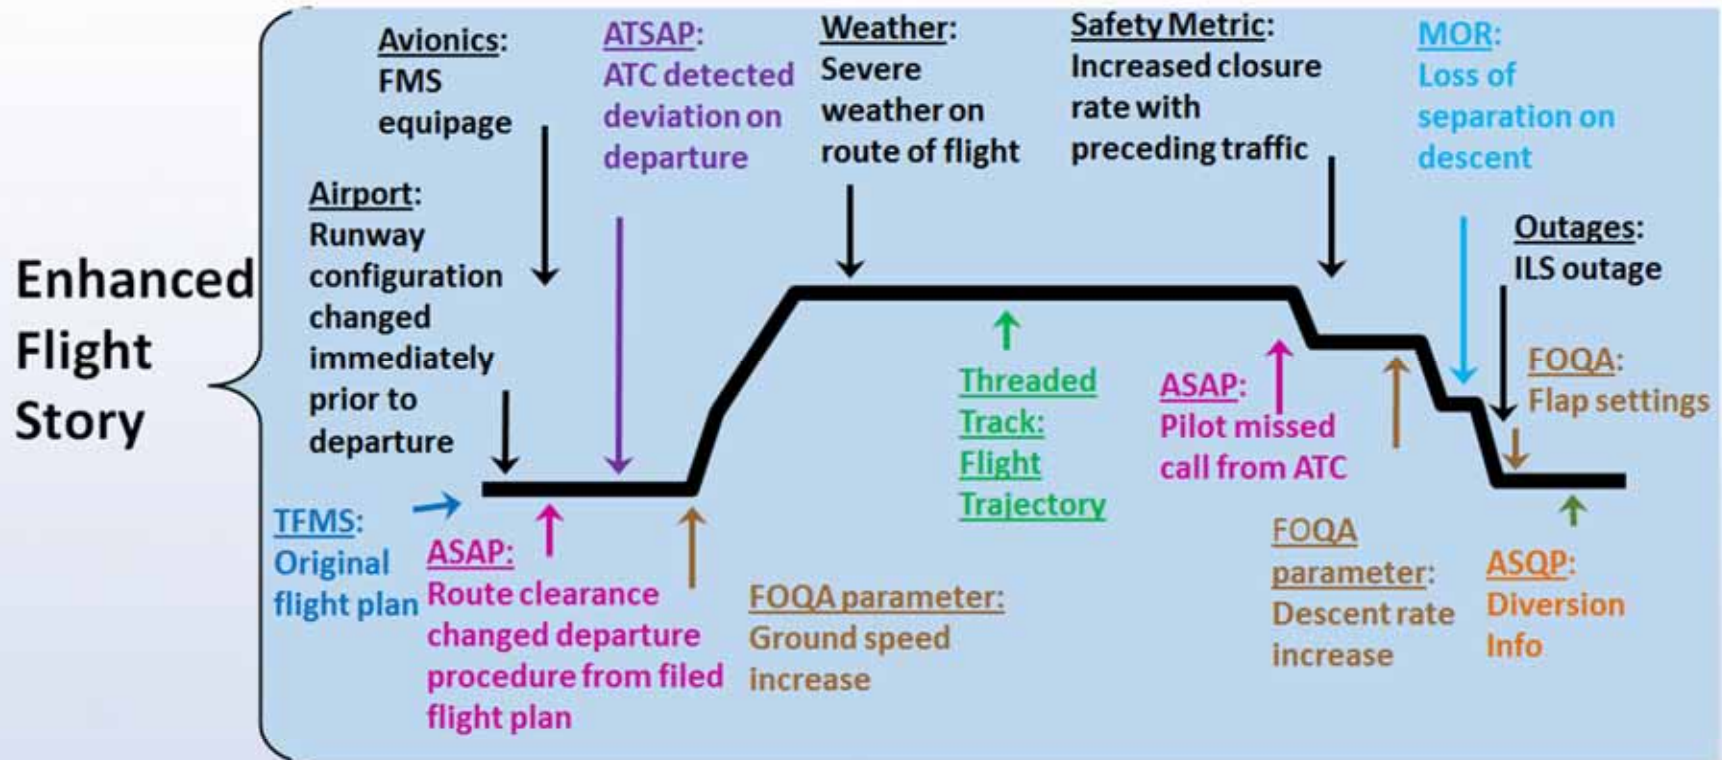 Enhanced
Flight
Story
Avionics:
FMS
equipage
Airport:
Runway
configuration
changed
immediately
prior to
departure
ATSAP:
ATC detected
deviation on
departure
Weather:
Severe
weather on
route of flight
Safety Metric:
Increased closure
rate with
preceding traffic
MOR:
Loss of
separation on
descent
Outages:
ILS outage
FOQA:
Flap settings
Threaded
Track:
Flight
Trajectory
ASAP:
Pilot missed
call from ATC
TFMS:
Original
flight plan
ASAP:
Route clearance
changed departure
procedure from filed
flight plan
FOQA parameter:
Ground speed
increase
FOQA
parameter:
Descent rate
increase
ASQP:
Diversion
Info